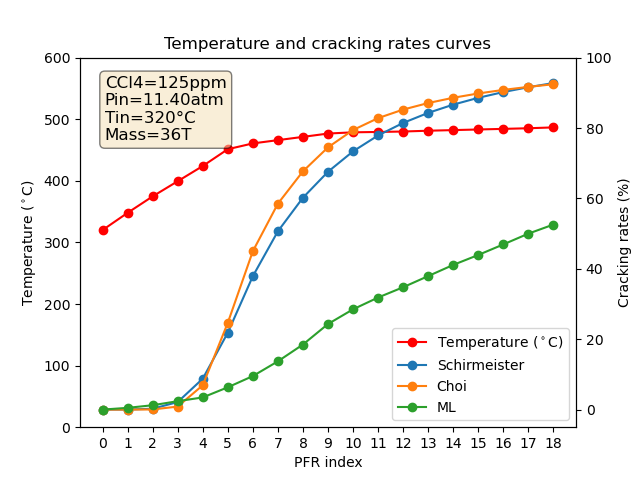 Temperature and cracking rates curves
CCl4=125ppm
Pin=11.40atm
Tin=320°C
Mass=36T
600
500
400
300
200
100
0
Temperature (°C)
100
80
60
40
20
0
Cracking rates (%)
Temperature (°C)
Schirmeister
Choi
ML
0 1 2 3 4 5 6 7 8 9 10 11 12 13 14 15 16 17 18
PFR index